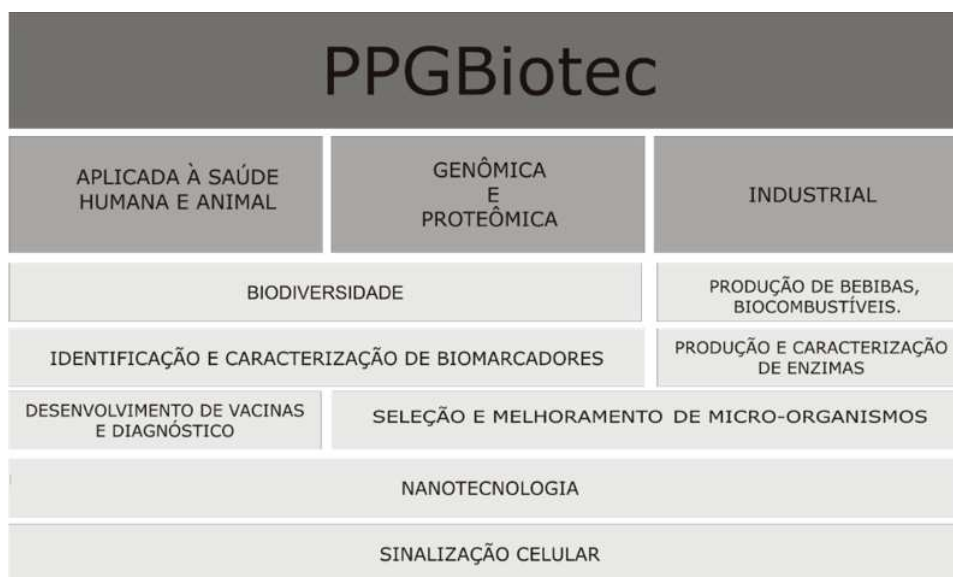 PPGBiotec
APLICADA À SAÚDE
HUMANA E ANIMAL
GENÔMICA
E
PROTEÔMICA
INDUSTRIAL
BIODIVERSIDADE
PRODUÇÃO DE BEBIBAS,
BIOCOMBUSTÍVEIS.
IDENTIFICAÇÃO E CARACTERIZAÇÃO DE BIOMARCADORES
PRODUÇÃO E CARACTERIZAÇÃO
DE ENZIMAS
DESENVOLVIMENTO DE VACINAS
E DIAGNÓSTICO
SELEÇÃO E MELHORAMENTO DE MICRO-ORGANISMOS
NANOTECNOLOGIA
SINALIZAÇÃO CELULAR